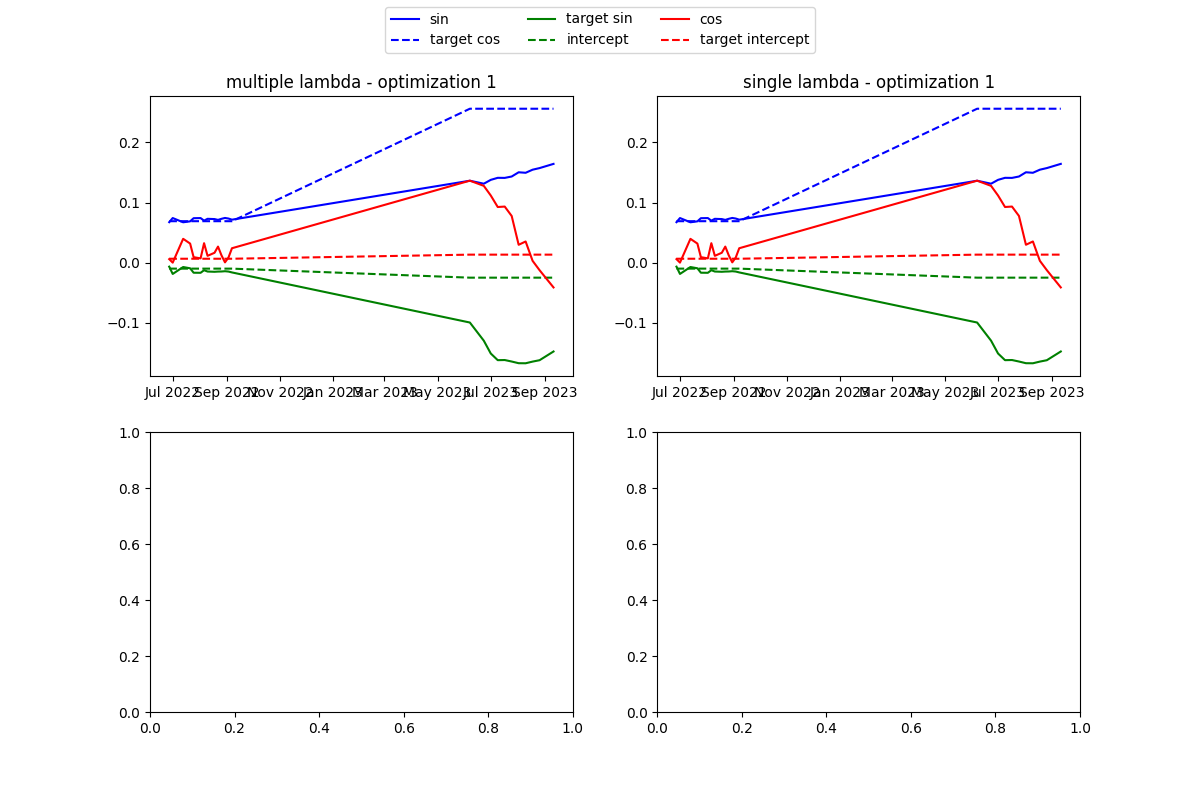 sin target sin cos
target cos intercept target intercept
multiple lambda - optimization 1
0.2
0.1
0.0
−0.1
Jul 2022 Sep 2022 Nov 2022 Jan 2023 Mar 2023 May 2023 Jul 2023 Sep 2023
single lambda - optimization 1
0.2
0.1
0.0
−0.1
Jul 2022 Sep 2022 Nov 2022 Jan 2023 Mar 2023 May 2023 Jul 2023 Sep 2023
1.0
0.8
0.6
0.4
0.2
0.0
0.0 0.2 0.4 0.6 0.8 1.0
1.0
0.8
0.6
0.4
0.2
0.0
0.0 0.2 0.4 0.6 0.8 1.0